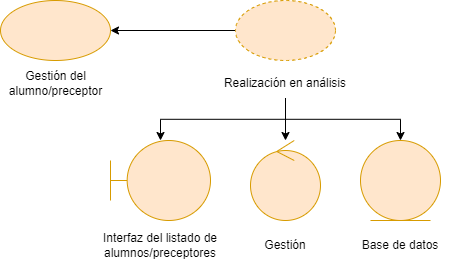 Gestión del
alumno/preceptor
Realización en análisis
Interfaz del listado de
alumnos/preceptores
Gestión
Base de datos